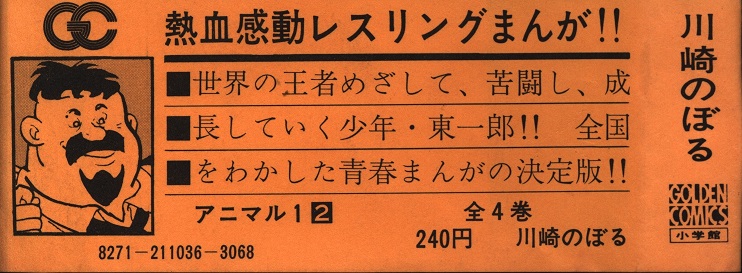 GC
熱血感動レスリングまんが!!
■世界の王者めざして、苦闘し、成
■長していく少年・東一郎!! 全国
■をわかした青春まんがの決定版!!
アニマル1 2 全4巻
8271-211036-3068
240円 川崎のぼる
川崎のぼる
GOLDEN
COMICS
小学館